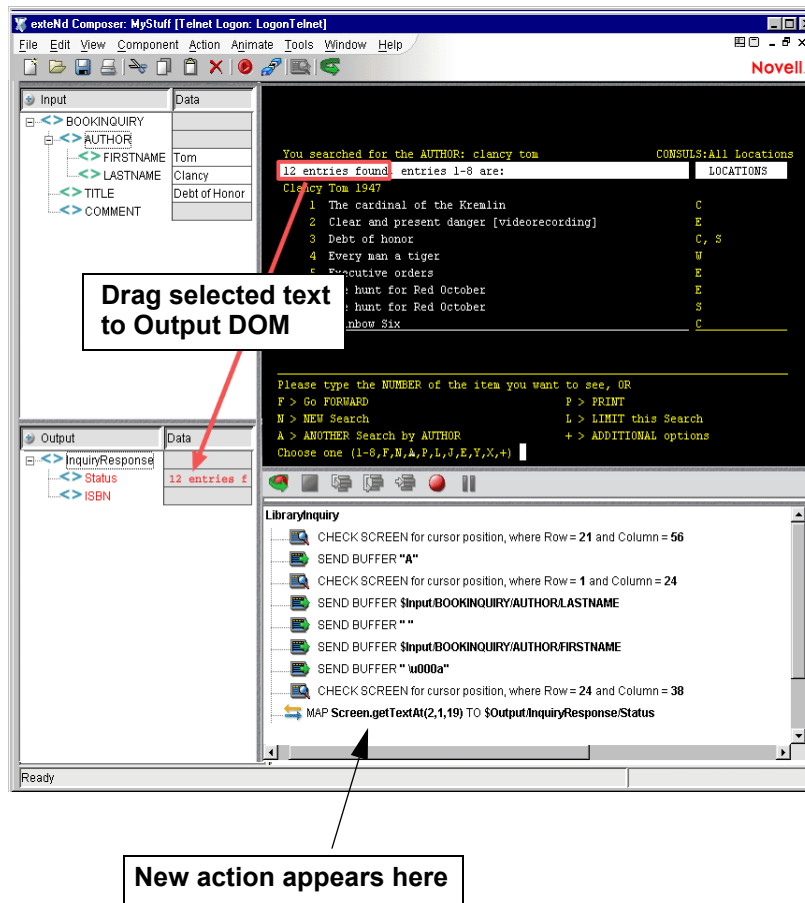 exteNd Composer: MyStuff [Telnet Logon: LogonTelnet]
File Edit View Component Action Animate Tools Window Help
Novell.
Input Data
BOOKINQUIRY
AUTHOR
FIRSTNAME Tom
LASTNAME Clancy
TITLE Debt of Honor
COMMENT
You searched for the AUTHOR: clancy tom CONSULS:All Locations
12 entries found, entries 1-8 are: LOCATIONS
Clancy Tom 1947
1 The cardinal of the Kremlin C
2 Clear and present danger [videorecording] E
3 Debt of honor C, S
4 Every man a tiger W
5 Executive orders E
hunt for Red October E
hunt for Red October S
nbow Six C
Drag selected text
to Output DOM
Please type the NUMBER of the item you want to see, OR
F > Go FORWARD P > PRINT
N > NEW Search L > LIMIT this Search
A > ANOTHER Search by AUTHOR + > ADDITIONAL options
Choose one (1-8,F,N,A,P,L,J,E,Y,X,+)
Output Data
InquiryResponse
Status 12 entries f
ISBN
LibraryInquiry
CHECK SCREEN for cursor position, where Row = 21 and Column = 56
SEND BUFFER "A"
CHECK SCREEN for cursor position, where Row = 1 and Column = 24
SEND BUFFER $Input/BOOKINQUIRY/AUTHOR/LASTNAME
SEND BUFFER " "
SEND BUFFER $Input/BOOKINQUIRY/AUTHOR/FIRSTNAME
SEND BUFFER " \u000a"
CHECK SCREEN for cursor position, where Row = 24 and Column = 38
MAP Screen.getTextAt(2,1,19) TO $Output/InquiryResponse/Status
Ready
New action appears here